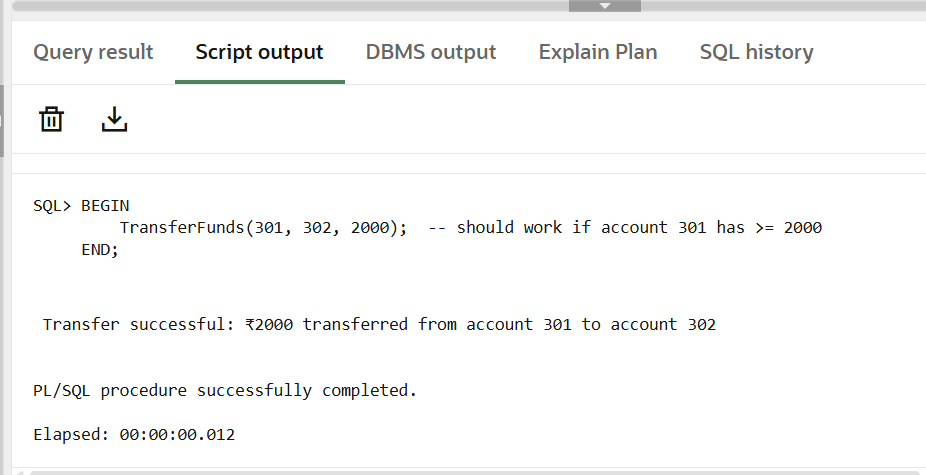 Query result Script output DBMS output Explain Plan SQL history
SQL> BEGIN
TransferFunds(301, 302, 2000);  -- should work if account 301 has >= 2000
END;
Transfer successful: ₹2000 transferred from account 301 to account 302
PL/SQL procedure successfully completed.
Elapsed: 00:00:00.012